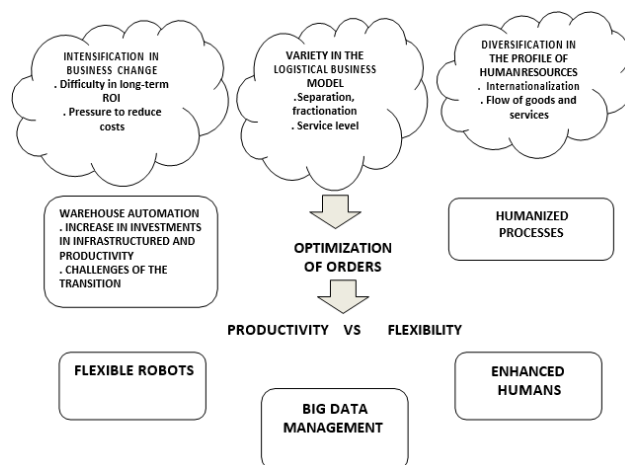 INTENSIFICATION IN
BUSINESS CHANGE
. Difficulty in long-term
ROI
. Pressure to reduce
costs
VARIETY IN THE
LOGISTICAL BUSINESS
MODEL
.Separation,
fractionation
. Service level
DIVERSIFICATION IN
THE PROFILE OF
HUMANRESOURCES
. Internationalization
. Flow of goods and
services
WAREHOUSE AUTOMATION
. INCREASE IN INVESTMENTS
IN INFRASTRUCTURED AND
PRODUCTIVITY
. CHALLENGES OF THE
TRANSITION
OPTIMIZATION
OF ORDERS
HUMANIZED
PROCESSES
PRODUCTIVITY VS FLEXIBILITY
FLEXIBLE ROBOTS
BIG DATA
MANAGEMENT
ENHANCED
HUMANS